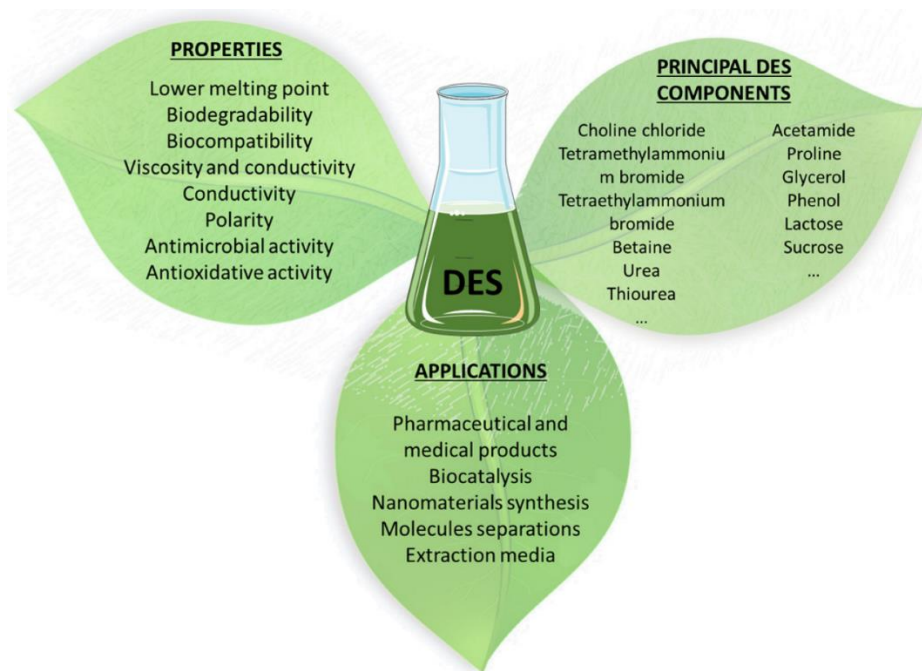 PROPERTIES
Lower melting point
Biodegradability
Biocompatibility
Viscosity and conductivity
Conductivity
Polarity
Antimicrobial activity
Antioxidative activity
PRINCIPAL DES
COMPONENTS
Choline chloride
Tetramethylammoniu
m bromide
Tetraethylammonium
bromide
Betaine
Urea
Thiourea
...
Acetamide
Proline
Glycerol
Phenol
Lactose
Sucrose
...
DES
APPLICATIONS
Pharmaceutical and
medical products
Biocatalysis
Nanomaterials synthesis
Molecules separations
Extraction media